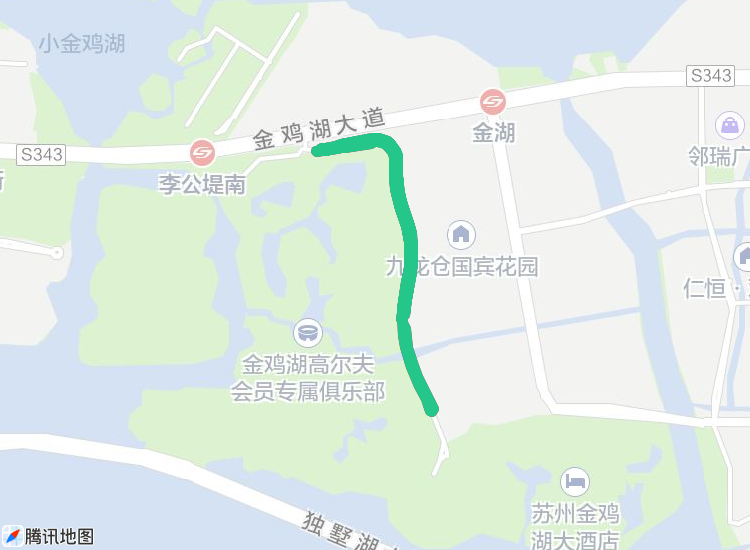 小金鸡湖
S343
金鸡湖大道
金湖
S343
李公堤南
邻瑞广
九龙仓国宾花园
仁恒·
金鸡湖高尔夫
会员专属俱乐部
苏州金鸡
湖大酒店
独墅湖
腾讯地图